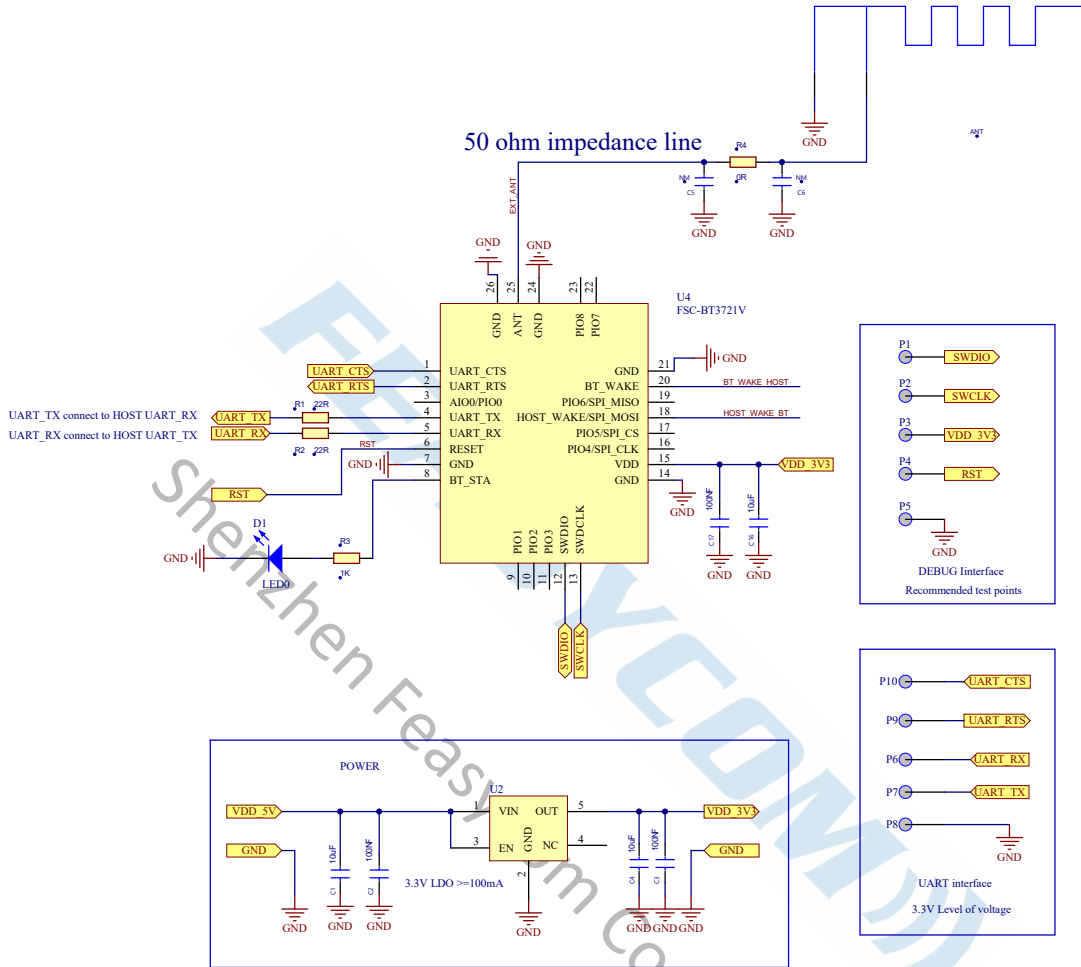 50 ohm impedance line
EXT_ANT
R4
0R
NM
C5
GND
NM
C6
GND
GND
ANT
GND
GND
26
25
24
23
22
GND
ANT
GND
PIO8
PIO7
U4
FSC-BT3721V
UART_CTS
1
UART_CTS
UART_RTS
2
UART_RTS
3
AIO0/PIO0
UART_TX connect to HOST UART_RX
UART_TX
R1
22R
4
UART_TX
UART_RX connect to HOST UART_TX
UART_RX
R2
22R
5
UART_RX
RST
6
RESET
GND
7
GND
8
BT_STA
RST
GND
21
GND
BT_WAKE
20
BT_WAKE_HOST
PIO6/SPI_MISO
19
HOST_WAKE/SPI_MOSI
18
HOST_WAKE_BT
PIO5/SPI_CS
17
PIO4/SPI_CLK
16
VDD
15
VDD_3V3
GND
14
GND
100NF
C17
GND
10uF
C16
GND
D1
GND
LED0
R3
1K
PIO1
PIO2
PIO3
SWDIO
SWDCLK
9
10
11
12
13
SWDIO
SWCLK
P1
SWDIO
P2
SWCLK
P3
VDD_3V3
P4
RST
P5
GND
DEBUG Iinterface
Recommended test points
P10
UART_CTS
P9
UART_RTS
P6
UART_RX
P7
UART_TX
P8
GND
UART interface
3.3V Level of voltage
POWER
U2
VDD_5V
1
VIN
OUT
5
VDD_3V3
3
EN
GND
NC
4
2
GND
GND
GND
10uF
C1
GND
100NF
C2
GND
3.3V LDO >=100mA
10uF
C4
GND
100NF
C3
GND
GND
GND
Shenzhen Feasycom Co
FEASYCOM